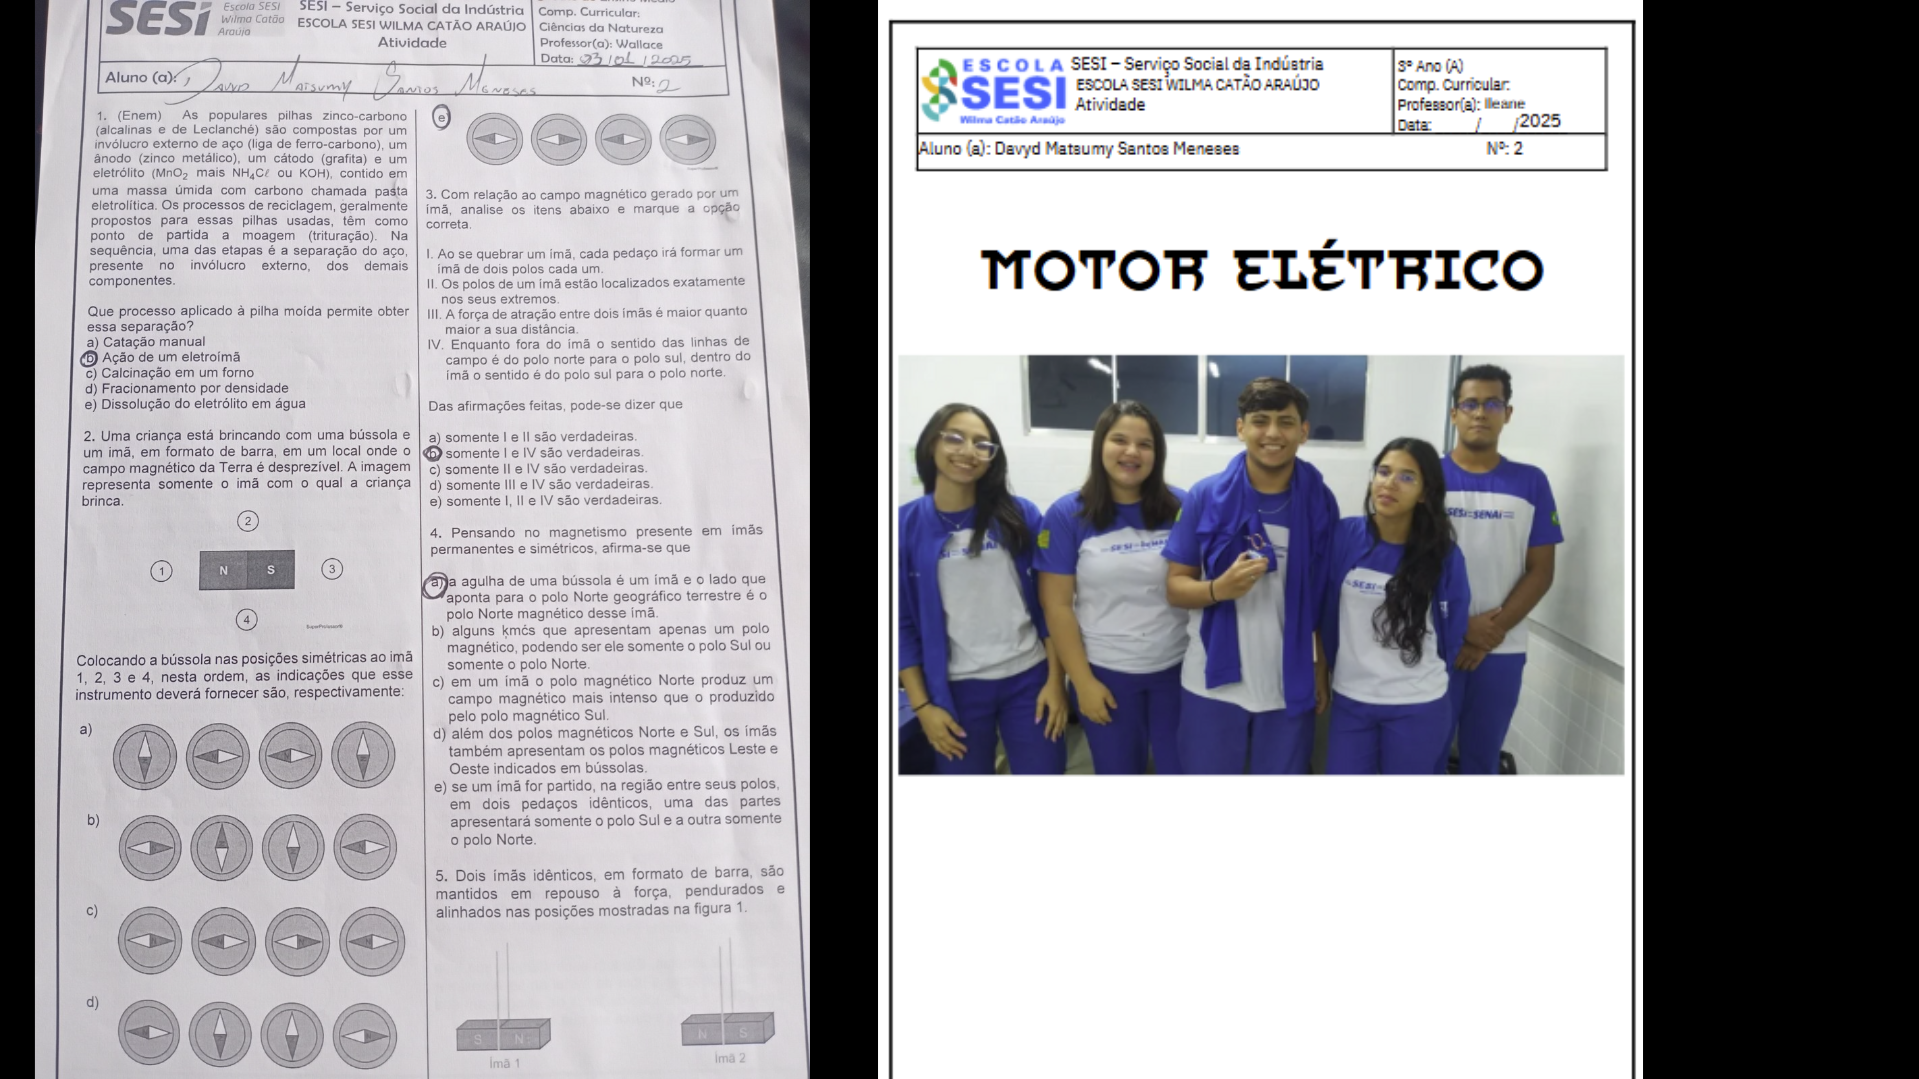 SESI
Escola SESI
Wilma Catão
Araújo
SESI – Serviço Social da Indústria
ESCOLA SESI WILMA CATÃO ARAÚJO
Atividade
Comp. Curricular:
Ciências da Natureza
Professor(a): Wallace
Data: 03/01/2025
Aluno (a): Davyd Matsumy Santos Meneses Nº: 2
1. (Enem) As populares pilhas zinco-carbono
(alcalinas e de Leclanché) são compostas por um
invólucro externo de aço (liga de ferro-carbono), um
ânodo (zinco metálico), um cátodo (grafita) e um
eletrólito (MnO₂ mais NH₄Cℓ ou KOH), contido em
uma massa úmida com carbono chamada pasta
eletrolítica. Os processos de reciclagem, geralmente
propostos para essas pilhas usadas, têm como
ponto de partida a moagem (trituração). Na
sequência, uma das etapas é a separação do aço,
presente no invólucro externo, dos demais
componentes.
Que processo aplicado à pilha moída permite obter
essa separação?
a) Catação manual
b) Ação de um eletroímã
c) Calcinação em um forno
d) Fracionamento por densidade
e) Dissolução do eletrólito em água
2. Uma criança está brincando com uma bússola e
um imã, em formato de barra, em um local onde o
campo magnético da Terra é desprezível. A imagem
representa somente o imã com o qual a criança
brinca.
2
1 N S 3
4
SuperProfessor®
Colocando a bússola nas posições simétricas ao imã
1, 2, 3 e 4, nesta ordem, as indicações que esse
instrumento deverá fornecer são, respectivamente:
a)
b)
c)
d)
e
3. Com relação ao campo magnético gerado por um
ímã, analise os itens abaixo e marque a opção
correta.
I. Ao se quebrar um ímã, cada pedaço irá formar um
ímã de dois polos cada um.
II. Os polos de um ímã estão localizados exatamente
nos seus extremos.
III. A força de atração entre dois ímãs é maior quanto
maior a sua distância.
IV. Enquanto fora do ímã o sentido das linhas de
campo é do polo norte para o polo sul, dentro do
ímã o sentido é do polo sul para o polo norte.
Das afirmações feitas, pode-se dizer que
a) somente I e II são verdadeiras.
b) somente I e IV são verdadeiras.
c) somente II e IV são verdadeiras.
d) somente III e IV são verdadeiras.
e) somente I, II e IV são verdadeiras.
4. Pensando no magnetismo presente em ímãs
permanentes e simétricos, afirma-se que
a) a agulha de uma bússola é um ímã e o lado que
aponta para o polo Norte geográfico terrestre é o
polo Norte magnético desse ímã.
b) alguns que apresentam apenas um polo
magnético, podendo ser ele somente o polo Sul ou
somente o polo Norte.
c) em um ímã o polo magnético Norte produz um
campo magnético mais intenso que o produzido
pelo polo magnético Sul.
d) além dos polos magnéticos Norte e Sul, os ímãs
também apresentam os polos magnéticos Leste e
Oeste indicados em bússolas.
e) se um ímã for partido, na região entre seus polos,
em dois pedaços idênticos, uma das partes
apresentará somente o polo Sul e a outra somente
o polo Norte.
5. Dois ímãs idênticos, em formato de barra, são
mantidos em repouso à força, pendurados e
alinhados nas posições mostradas na figura 1.
S N N S
Ímã 1 Ímã 2
ESCOLA
SESI
Wilma Catão Araújo
SESI – Serviço Social da Indústria
ESCOLA SESI WILMA CATÃO ARAÚJO
Atividade
3º Ano (A)
Comp. Curricular:
Professor(a): Ileane
Data: / /2025
Aluno (a): Davyd Matsumy Santos Meneses Nº: 2
MOTOR ELÉTRICO
SESI SENAI